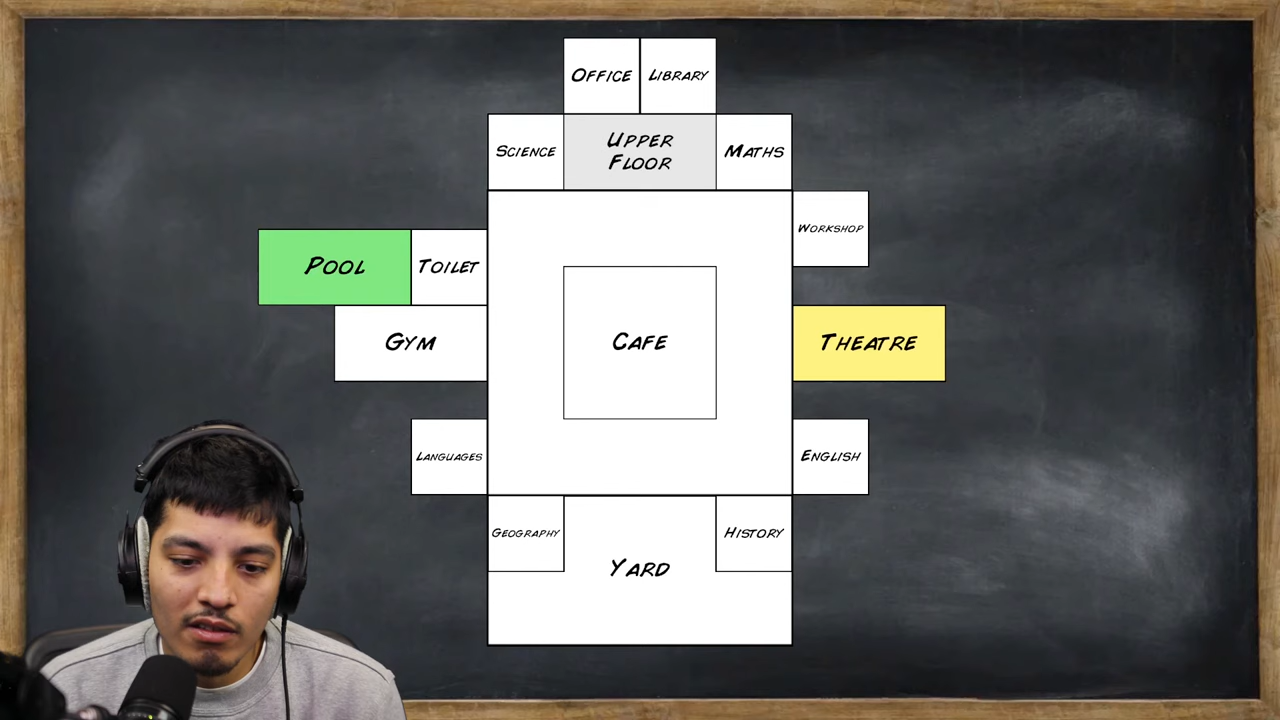 OFFICE
LIBRARY
SCIENCE
UPPER
FLOOR
MATHS
WORKSHOP
POOL
TOILET
GYM
CAFE
THEATRE
LANGUAGES
ENGLISH
GEOGRAPHY
HISTORY
YARD